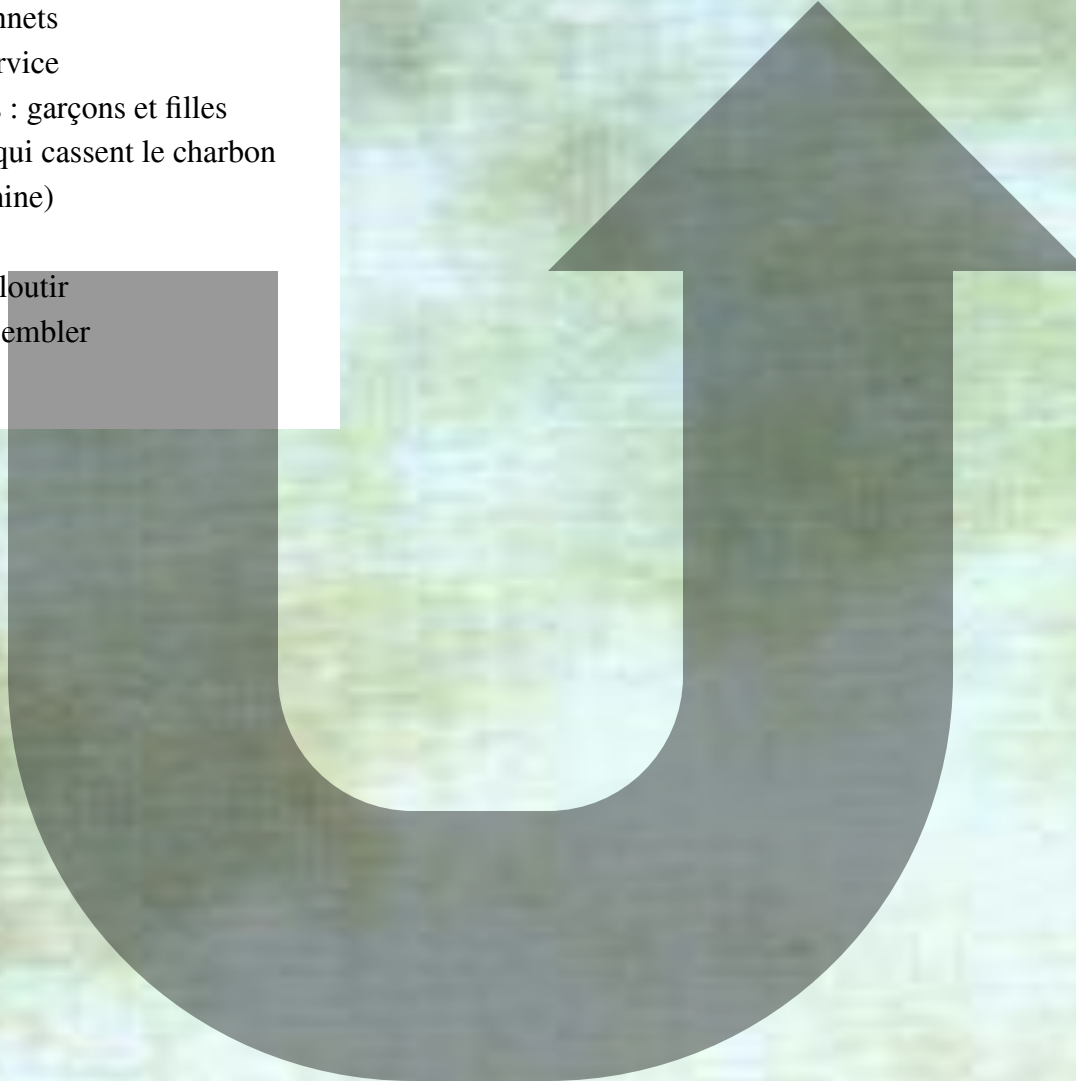 nnets
rvice
: garçons et filles
qui cassent le charbon
nine)
loutir
embler